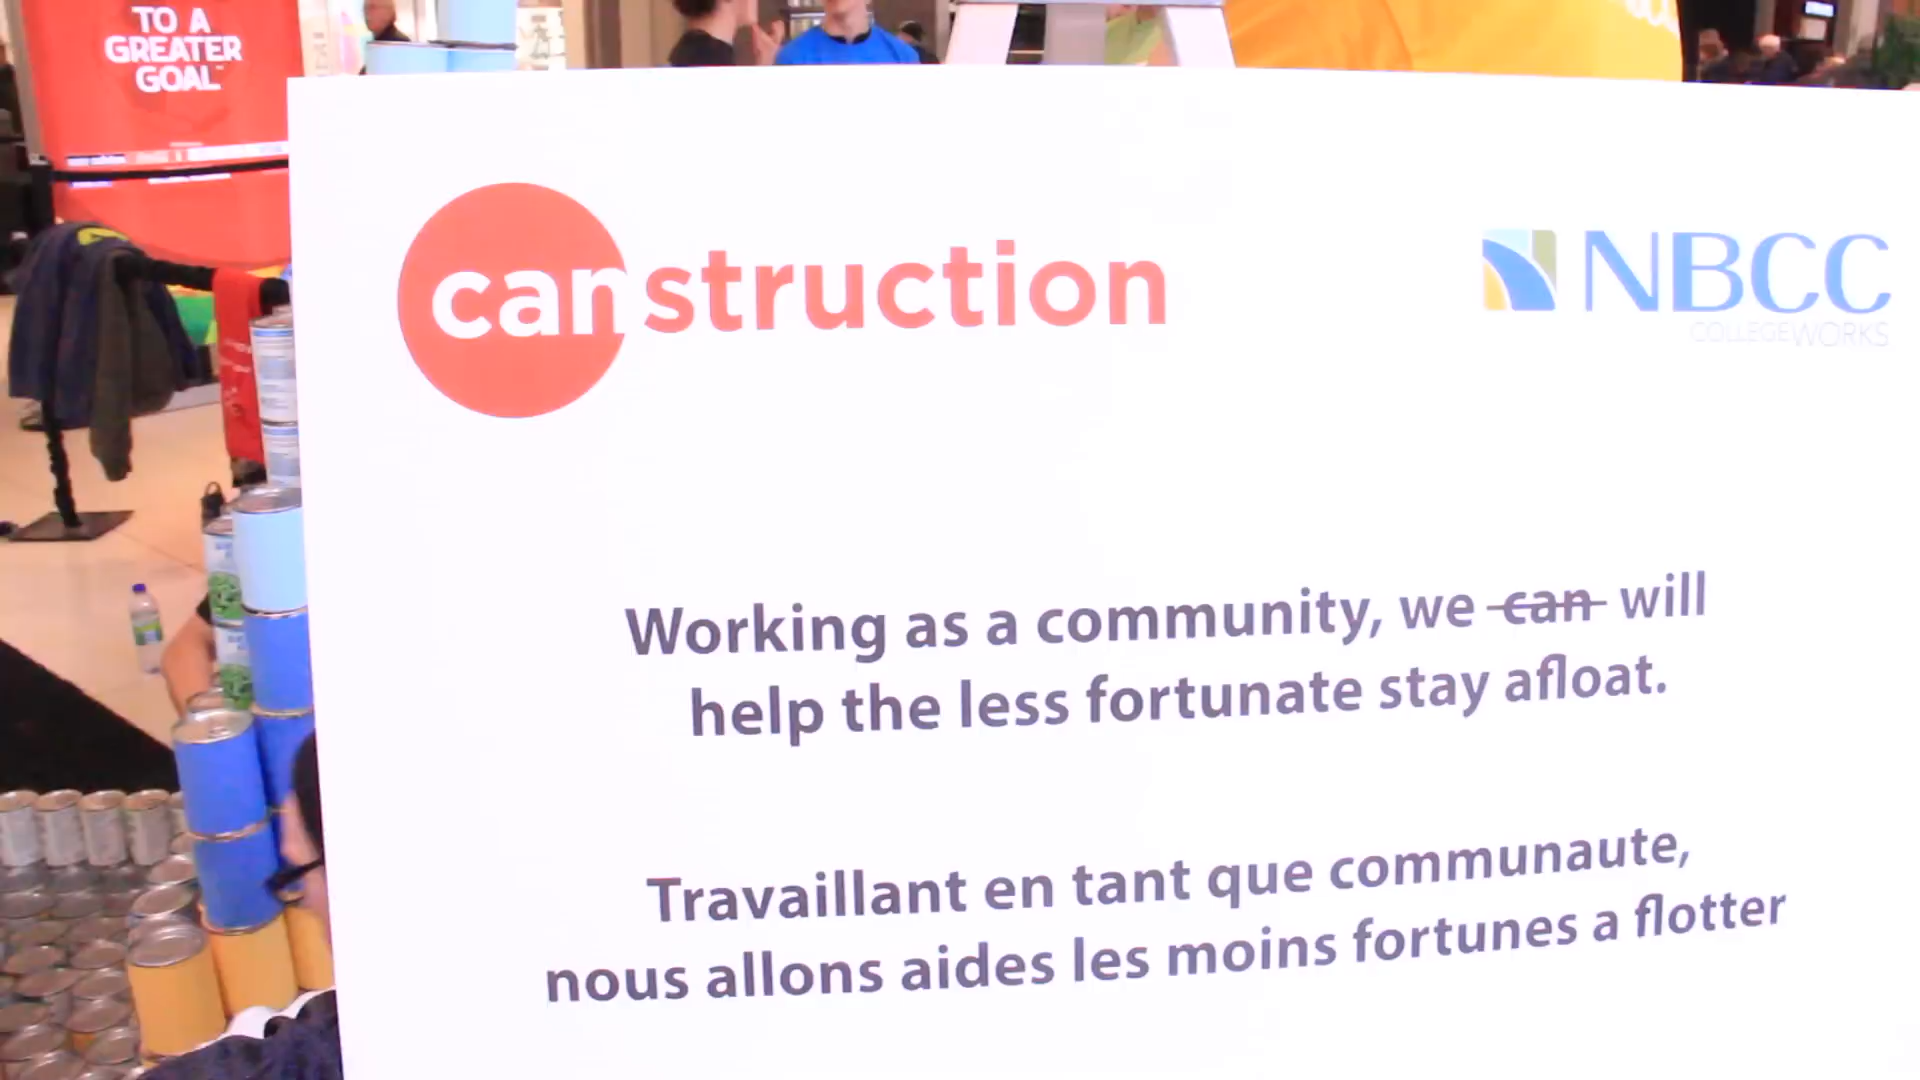 TO A
GREATER
GOAL™
canstruction
NBCC
COLLEGEWORKS
Working as a community, we can will
help the less fortunate stay afloat.
Travaillant en tant que communaute,
nous allons aides les moins fortunes a flotter